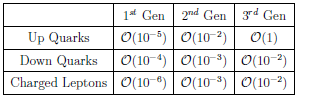 1st Gen 2nd Gen 3rd Gen
Up Quarks O(10⁻⁵) O(10⁻²) O(1)
Down Quarks O(10⁻⁴) O(10⁻³) O(10⁻²)
Charged Leptons O(10⁻⁶) O(10⁻³) O(10⁻²)